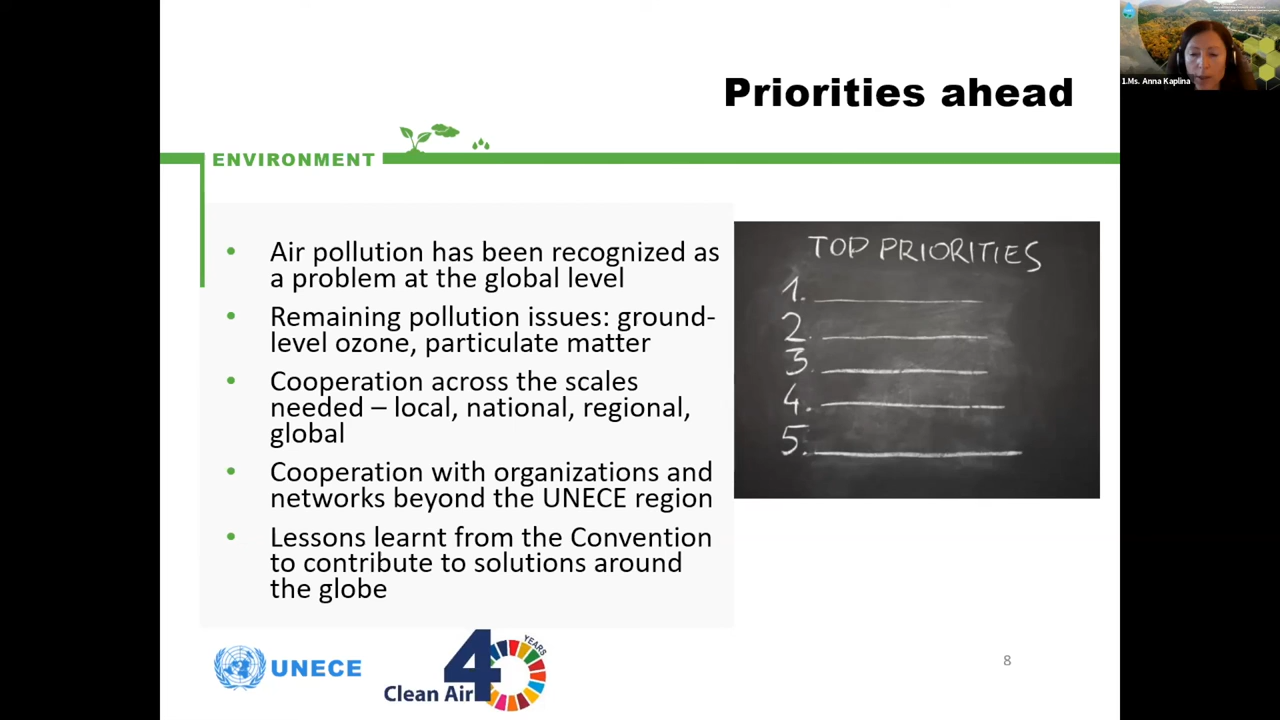 Priorities ahead
1.Ms. Anna Kaplina
ENVIRONMENT
• Air pollution has been recognized as
a problem at the global level
• Remaining pollution issues: ground-
level ozone, particulate matter
• Cooperation across the scales
needed – local, national, regional,
global
• Cooperation with organizations and
networks beyond the UNECE region
• Lessons learnt from the Convention
to contribute to solutions around
the globe
TOP PRIORITIES
1.
2.
3
4.
5.
UNECE
40
YEARS
Clean Air
8